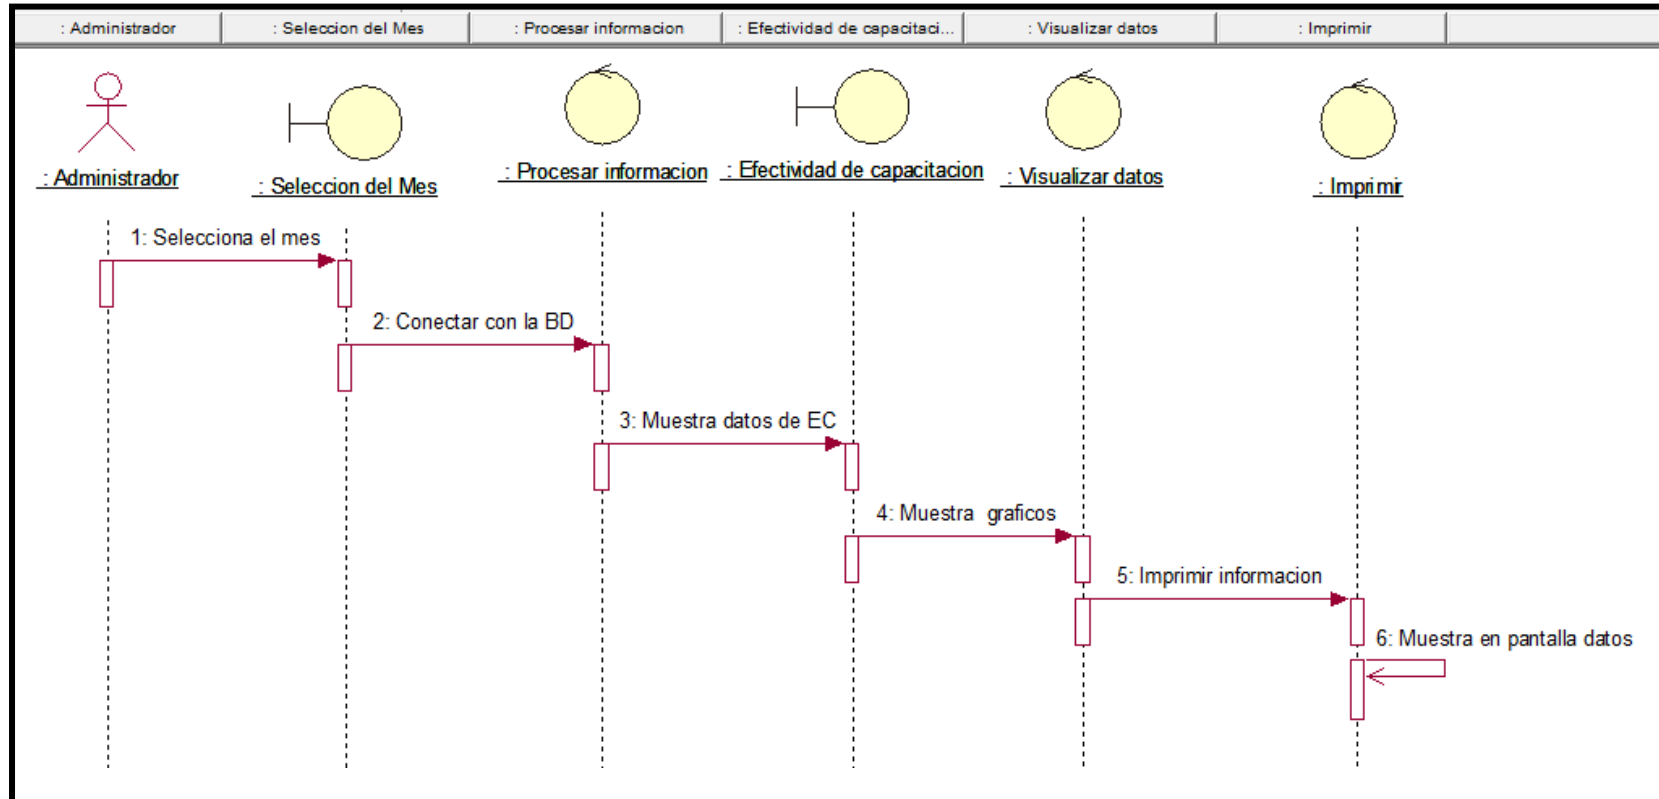 : Administrador
: Seleccion del Mes
: Procesar informacion
: Efectividad de capacitaci...
: Visualizar datos
: Imprimir
: Administrador
: Seleccion del Mes
: Procesar informacion
: Efectividad de capacitacion
: Visualizar datos
: Imprimir
1: Selecciona el mes
2: Conectar con la BD
3: Muestra datos de EC
4: Muestra graficos
5: Imprimir informacion
6: Muestra en pantalla datos